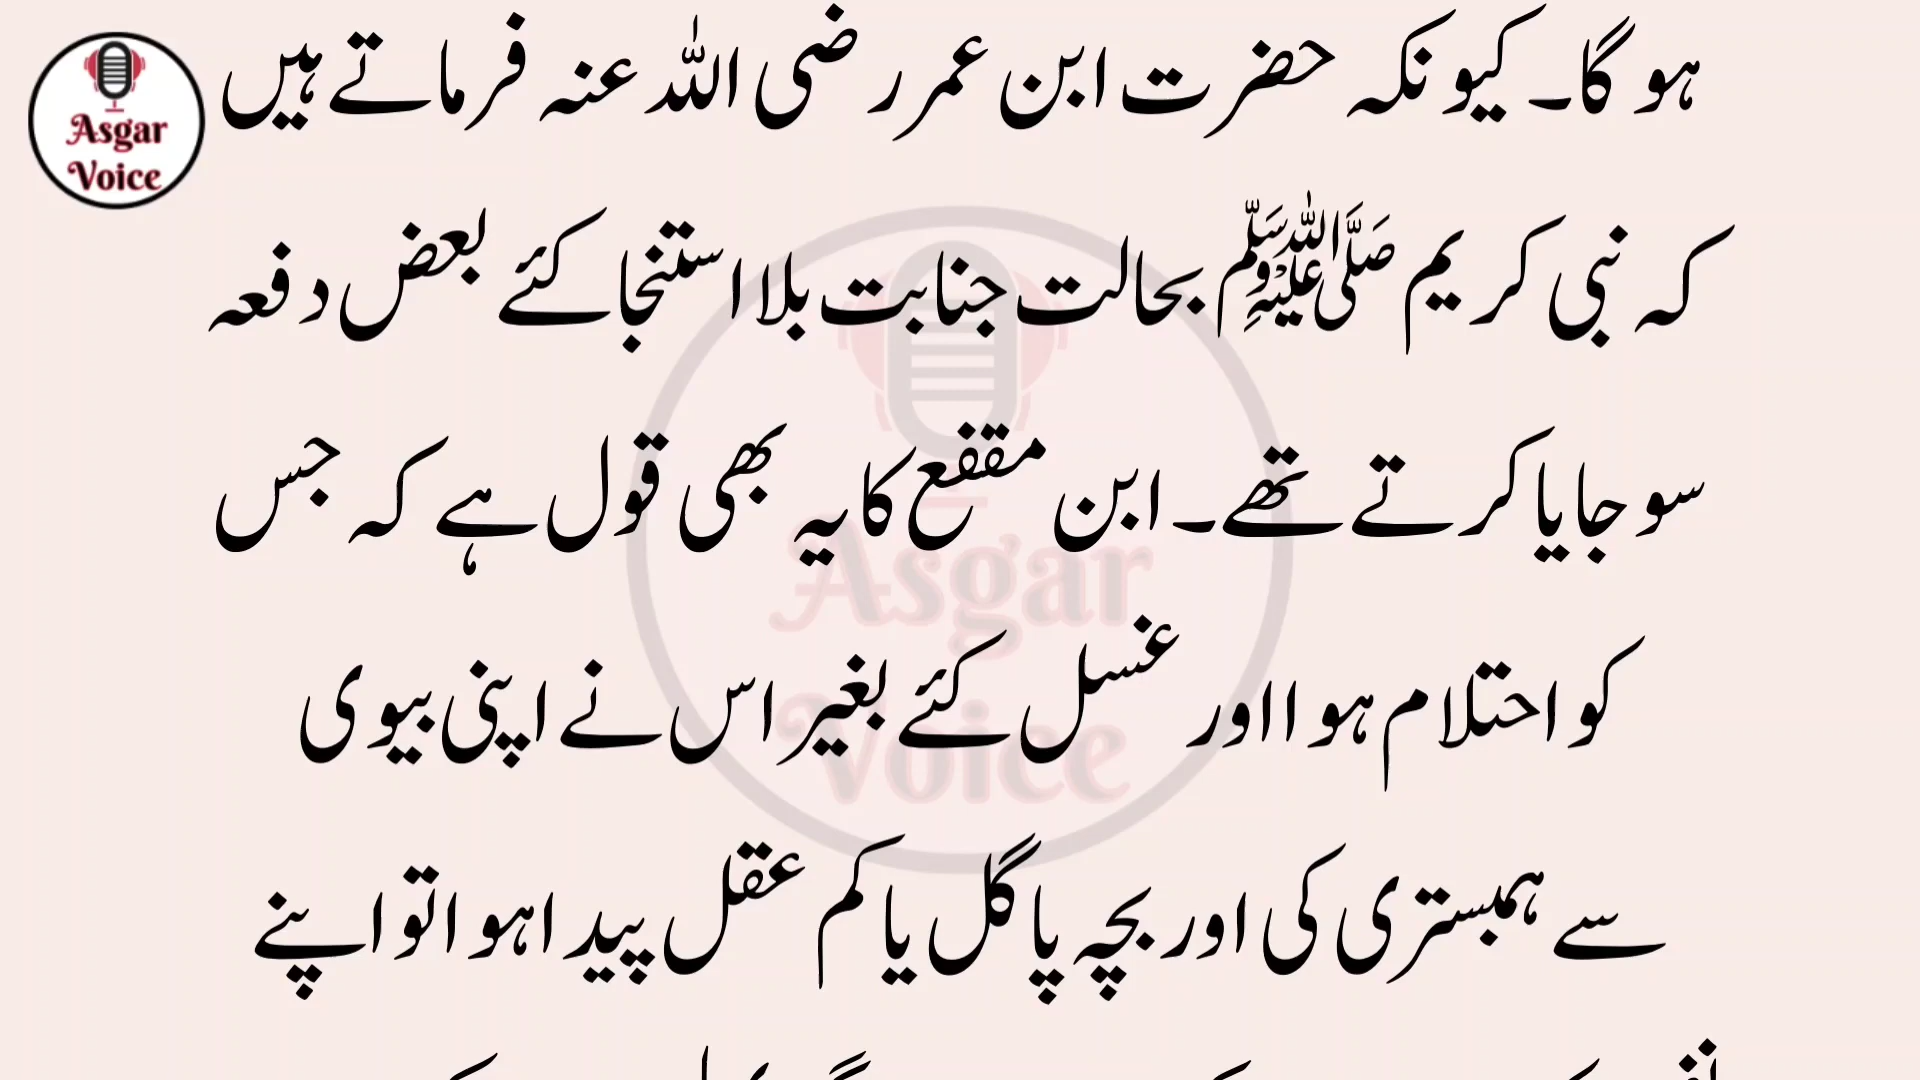 Asgar
Voice
ہو گا۔ کیونکہ حضرت ابن عمر رضی اللہ عنہ فرماتے ہیں
کہ نبی کریم ﷺ بحالت جنابت بلا استنجا کئے بعض دفعہ
سو جایا کرتے تھے۔ ابن مقفع کا یہ بھی قول ہے کہ جس
کو احتلام ہوا اور غسل کئے بغیر اس نے اپنی بیوی
سے ہمبستری کی اور بچہ پاگل یا کم عقل پیدا ہوا تو اپنے
Asgar
Voice